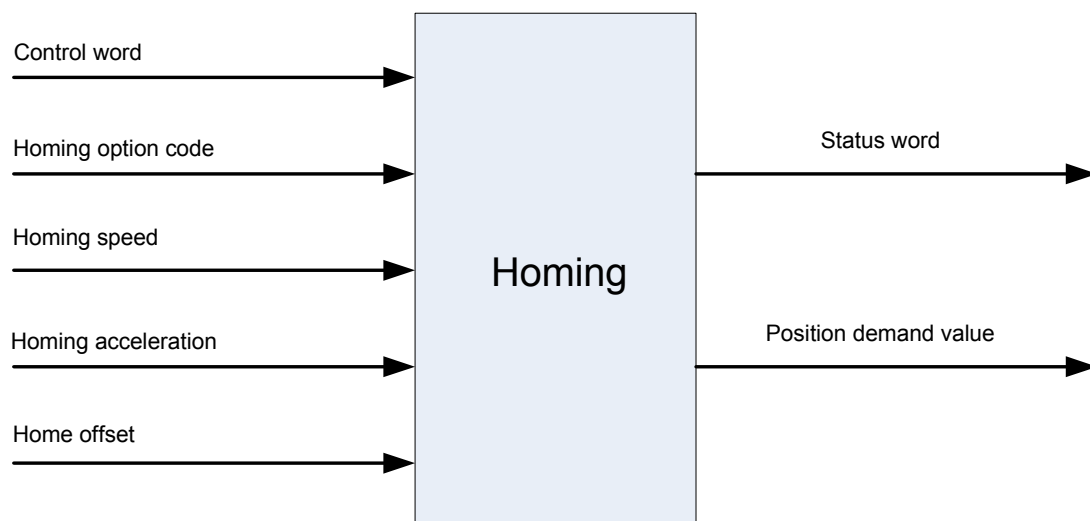 Control word
Homing option code
Homing speed
Homing acceleration
Home offset
Homing
Status word
Position demand value